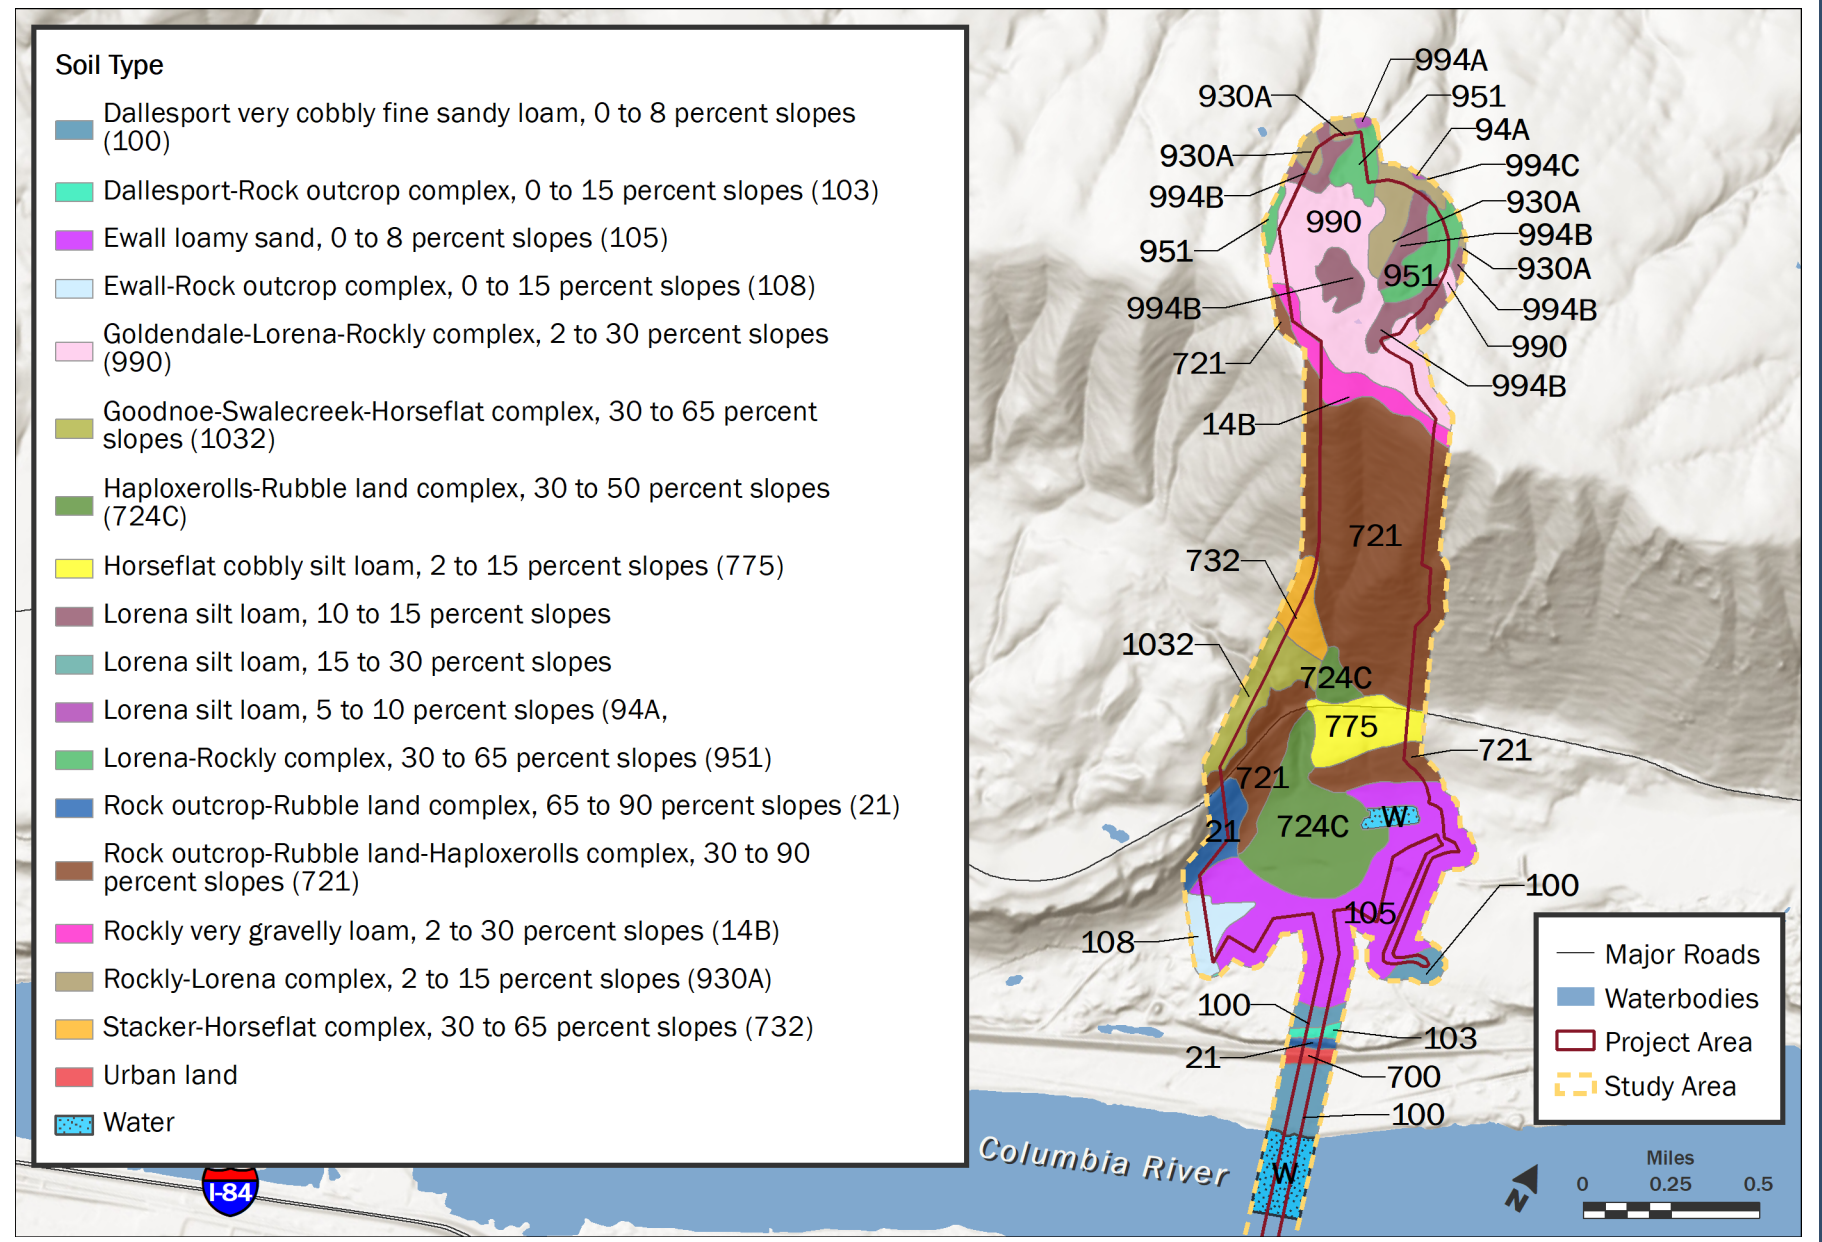 Soil Type
Dallesport very cobbly fine sandy loam, 0 to 8 percent slopes
(100)
Dallesport-Rock outcrop complex, 0 to 15 percent slopes (103)
Ewall loamy sand, 0 to 8 percent slopes (105)
Ewall-Rock outcrop complex, 0 to 15 percent slopes (108)
Goldendale-Lorena-Rockly complex, 2 to 30 percent slopes
(990)
Goodnoe-Swalecreek-Horseflat complex, 30 to 65 percent
slopes (1032)
Haploxerolls-Rubble land complex, 30 to 50 percent slopes
(724C)
Horseflat cobbly silt loam, 2 to 15 percent slopes (775)
Lorena silt loam, 10 to 15 percent slopes
Lorena silt loam, 15 to 30 percent slopes
Lorena silt loam, 5 to 10 percent slopes (94A,
Lorena-Rockly complex, 30 to 65 percent slopes (951)
Rock outcrop-Rubble land complex, 65 to 90 percent slopes (21)
Rock outcrop-Rubble land-Haploxerolls complex, 30 to 90
percent slopes (721)
Rockly very gravelly loam, 2 to 30 percent slopes (14B)
Rockly-Lorena complex, 2 to 15 percent slopes (930A)
Stacker-Horseflat complex, 30 to 65 percent slopes (732)
Urban land
Water
994A
930A
951
94A
930A
994C
994B
930A
990
994B
951
930A
951
994B
994B
990
721
994B
14B
721
732
1032
724C
775
721
721
21
724C
W
100
105
108
100
103
21
700
100
W
Columbia River
I-84
Major Roads
Waterbodies
Project Area
Study Area
N
Miles
0 0.25 0.5